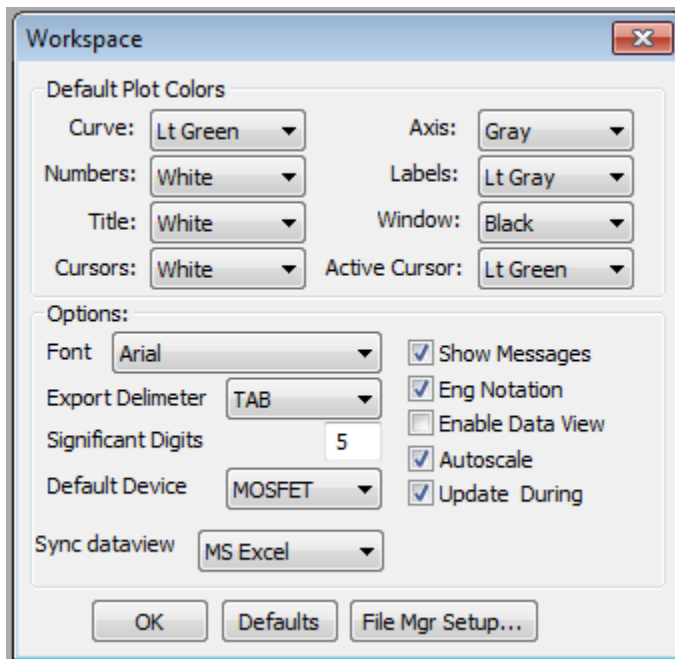 Workspace
Default Plot Colors
Curve: Lt Green Axis: Gray
Numbers: White Labels: Lt Gray
Title: White Window: Black
Cursors: White Active Cursor: Lt Green
Options:
Font Arial Show Messages
Export Delimeter TAB Eng Notation
Enable Data View
Significant Digits 5
Autoscale
Default Device MOSFET Update During
Sync dataview MS Excel
OK Defaults File Mgr Setup...